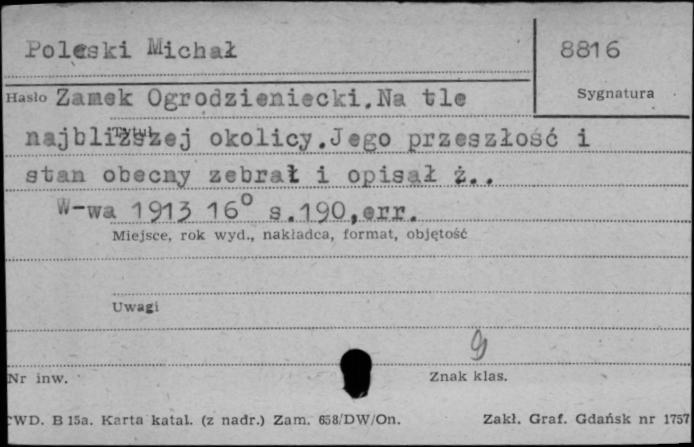 Poleski Michał
8816
Hasło Zamek Ogrodzieniecki.Na tle
Sygnatura
najbliższej okolicy.Jego przeszłość i
Tytuł
stan obecny zebrał i opisał ż..
W-wa 1913 16° s.190,err.
Miejsce, rok wyd., nakładca, format, objętość
Uwagi
g
Nr inw.
Znak klas.
WD. B 15a. Karta katal. (z nadr.) Zam. 658/DW/On.
Zakł. Graf. Gdańsk nr 1757